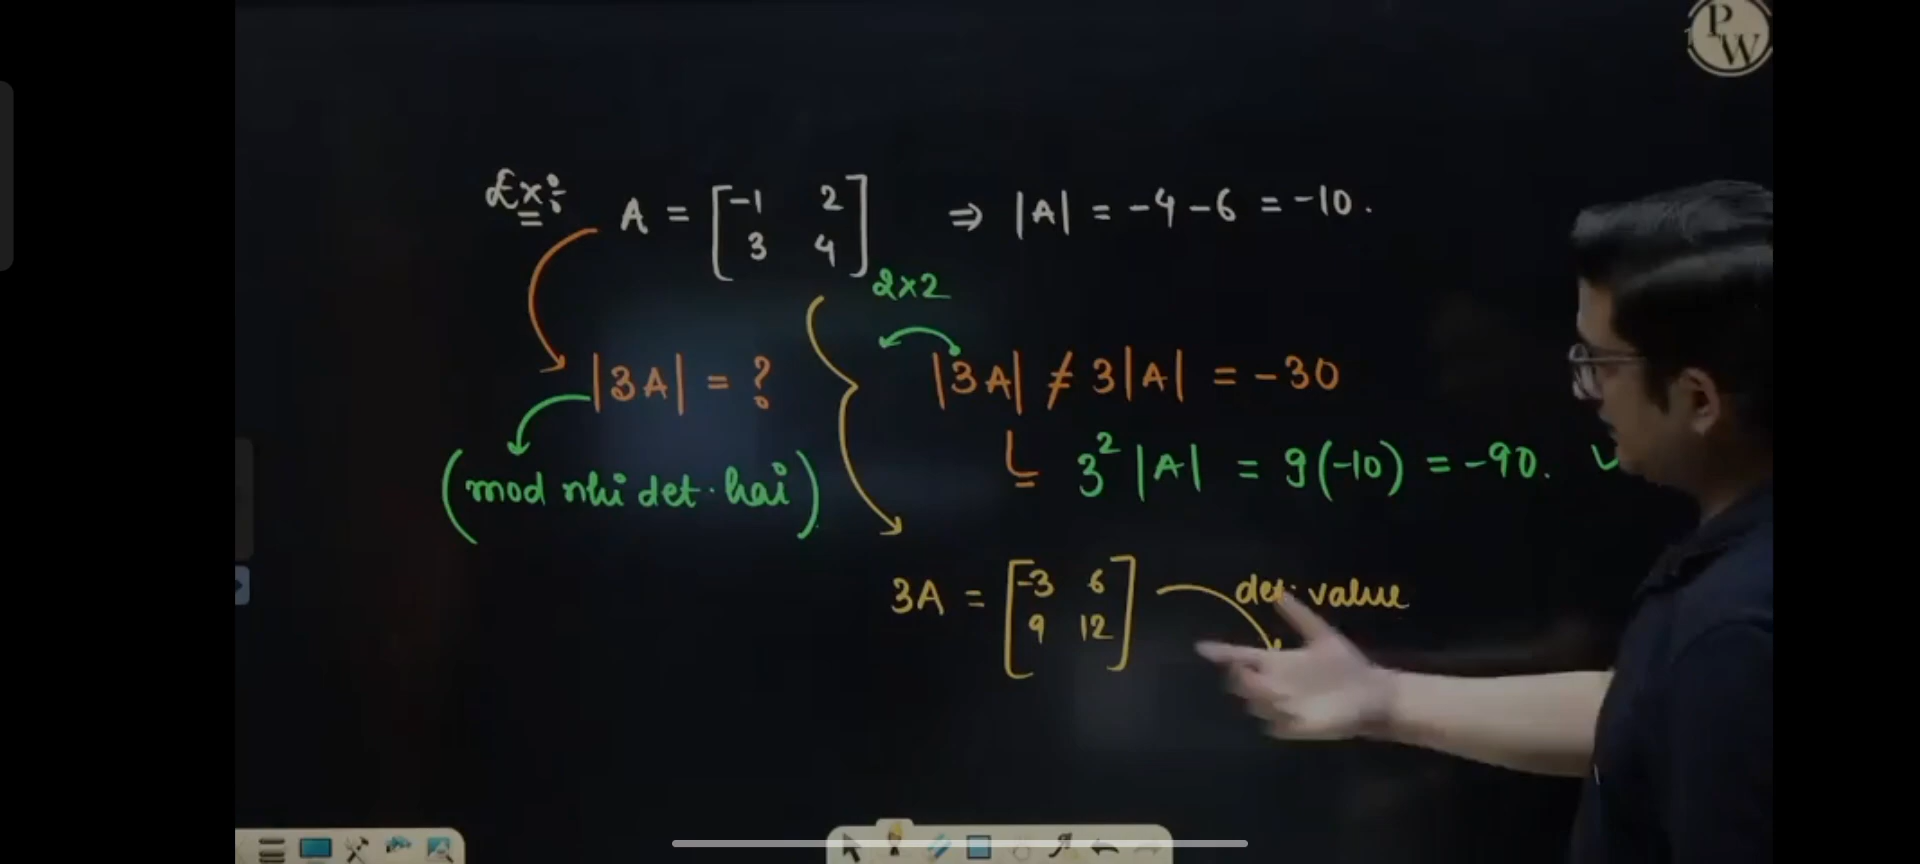 PW
Ex:
A = [-1 2
3 4] ⇒ |A| = -4-6 = -10.
2×2
|3A| = ? |3A| ≠ 3|A| = -30
3² |A| = 9(-10) = -90. ✓
(mod nhi det. hai)
3A = [-3 6
9 12] det. value